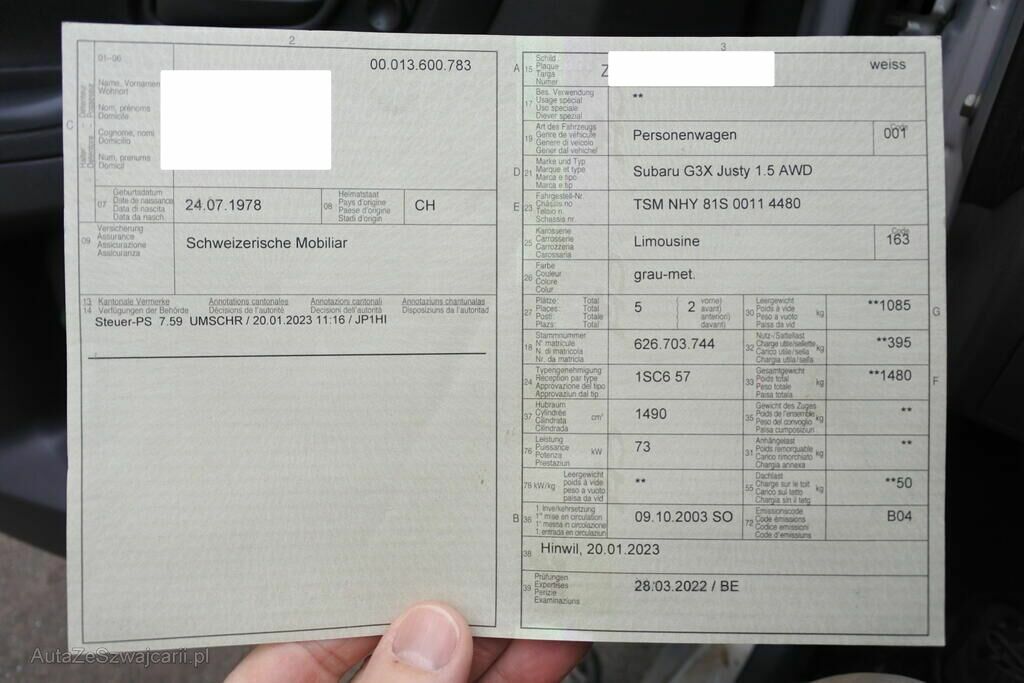 2
01–06
00.013.600.783
C
Name, Vornamen
Wohnort
Nom, prénoms
Domicile
Cognome, nomi
Domicilio
Num, prenums
Domicil
07
Geburtsdatum
Date de naissance
Data di nascita
Data da nasch.
24.07.1978
08
Heimatstaat
Pays d'origine
Paese d'origine
Stadi d'origin
CH
09
Versicherung
Assurance
Assicurazione
Assicuranza
Schweizerische Mobiliar
13 Kantonale Vermerke Annotations cantonales Annotazioni cantonali Annotaziuns chantunalas
14 Verfügungen der Behörde Décisions de l'autorité Decisioni dell'autorità Disposiziuns da l'autoritad
Steuer-PS 7.59 UMSCHR / 20.01.2023 11:16 / JP1HI
3
A 15
Schild
Plaque
Targa
Numer
Z
weiss
17
Bes. Verwendung
Usage spécial
Uso speciale
Diever spezial
**
19
Art des Fahrzeugs
Genre de véhicule
Genere di veicolo
Gener dal vehichel
Personenwagen
Code
001
D 21
Marke und Typ
Marque et type
Marca e tipo
Marca e tip
Subaru G3X Justy 1.5 AWD
E 23
Fahrgestell-Nr.
Châssis no
Telaio n.
Schassis nr.
TSM NHY 81S 0011 4480
25
Karosserie
Carrosserie
Carrozzeria
Carossaria
Limousine
Code
163
26
Farbe
Couleur
Colore
Colur
grau-met.
27
Plätze: Total
Places: Total
Posti: Totale
Plazs: Total
5
2
vorne)
avant)
anteriori)
davant)
30
Leergewicht
Poids à vide
Peso a vuoto
Paisa da vid
kg
**1085
G
18
Stammnummer
N° matricule
N. di matricola
Nr. da matricla
626.703.744
32
Nutz-/Sattellast
Charge utile/sellette
Carico utile/sella
Chargia utila/sella
kg
**395
24
Typengenehmigung
Réception par type
Approvazione del tipo
Approvaziun dal tip
1SC6 57
33
Gesamtgewicht
Poids total
Peso totale
Paisa totala
kg
**1480
F
37
Hubraum
Cylindrée
Cilindrata
Cilindrada
cm³
1490
35
Gewicht des Zuges
Poids de l'ensemble
Peso del convoglio
Paisa cumposiziun
kg
**
76
Leistung
Puissance
Potenza
Prestaziun
kW
73
31
Anhängelast
Poids remorquable
Carico rimorchiato
Chargia annexa
kg
**
78 kW/kg
Leergewicht
poids à vide
peso a vuoto
paisa da vid
**
55
Dachlast
Charge sur le toit
Carico sul tetto
Chargia sin il tetg
kg
**50
B 36
1. Inverkehrsetzung
1ʳᵉ mise en circulation
1ª messa in circolazione
1. entrada en circulaziun
09.10.2003 SO
72
Emissionscode
Code émissions
Codice emissioni
Code d'emissiuns
B04
38
Hinwil, 20.01.2023
39
Prüfungen
Expertises
Perizie
Examinaziuns
28.03.2022 / BE
AutaZeSzwajcarii.pl